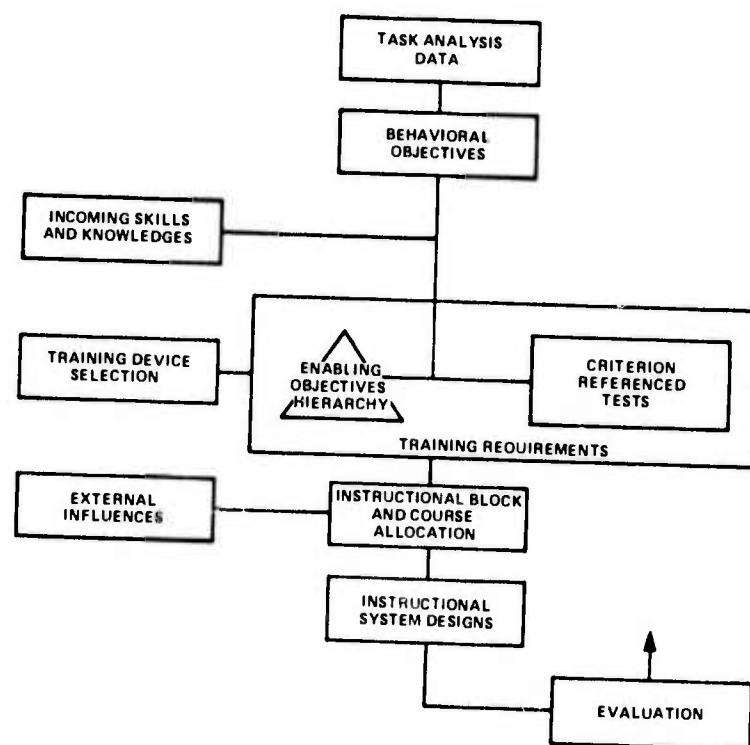 TASK ANALYSIS
DATA
BEHAVIORAL
OBJECTIVES
INCOMING SKILLS
AND KNOWLEDGES
TRAINING DEVICE
SELECTION
ENABLING
OBJECTIVES
HIERARCHY
CRITERION
REFERENCED
TESTS
TRAINING REQUIREMENTS
EXTERNAL
INFLUENCES
INSTRUCTIONAL BLOCK
AND COURSE
ALLOCATION
INSTRUCTIONAL
SYSTEM DESIGNS
EVALUATION